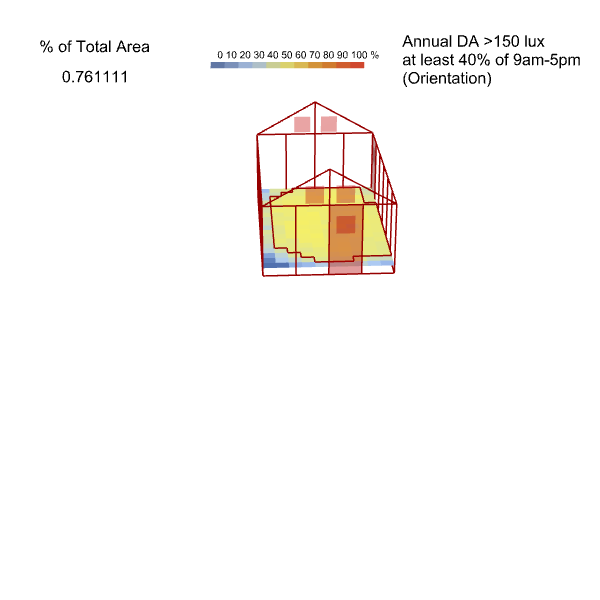 % of Total Area
0.761111
0 10 20 30 40 50 60 70 80 90 100 %
Annual DA >150 lux
at least 40% of 9am-5pm
(Orientation)